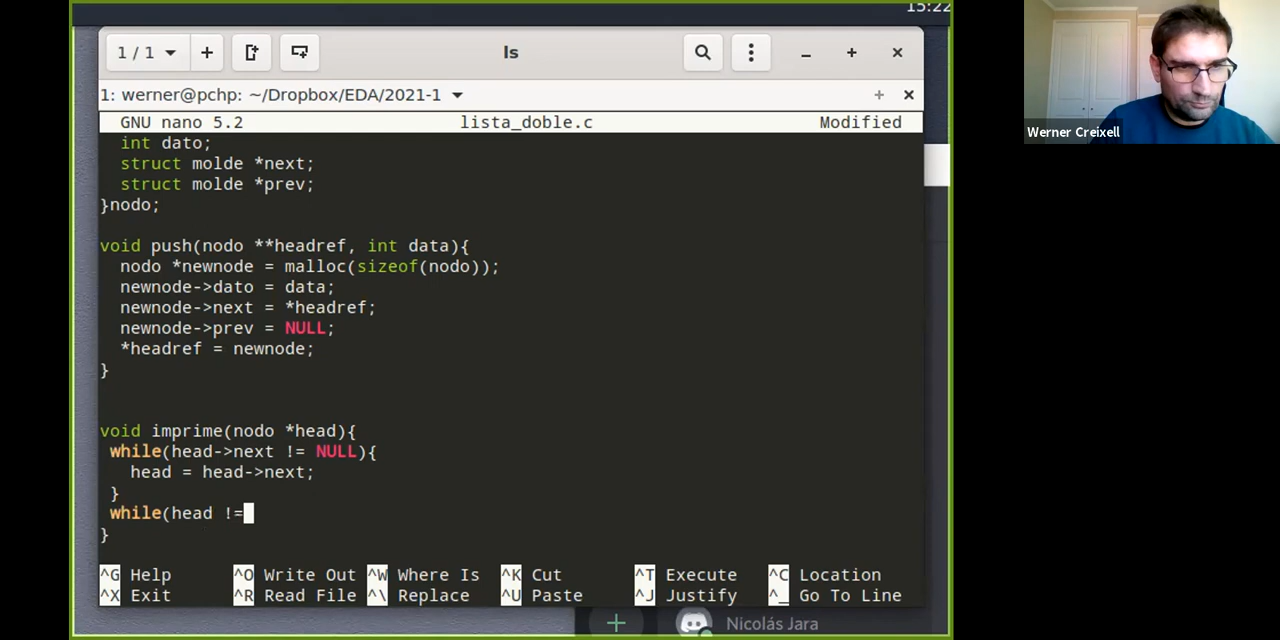 15:22
1 / 1
ls
1: werner@pchp: ~/Dropbox/EDA/2021-1
GNU nano 5.2 lista_doble.c Modified
int dato;
struct molde *next;
struct molde *prev;
}nodo;
void push(nodo **headref, int data){
nodo *newnode = malloc(sizeof(nodo));
newnode->dato = data;
newnode->next = *headref;
newnode->prev = NULL;
*headref = newnode;
}
void imprime(nodo *head){
while(head->next != NULL){
head = head->next;
}
while(head !=
}
^G Help ^O Write Out ^W Where Is ^K Cut ^T Execute ^C Location
^X Exit ^R Read File ^\ Replace ^U Paste ^J Justify ^_ Go To Line
Nicolás Jara
Werner Creixell